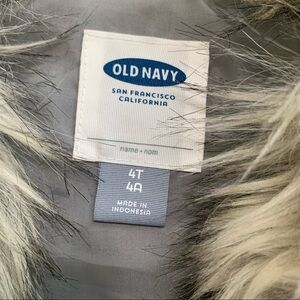 OLD NAVY
SAN FRANCISCO
CALIFORNIA
name • nom
4T
4A
MADE IN
INDONESIA